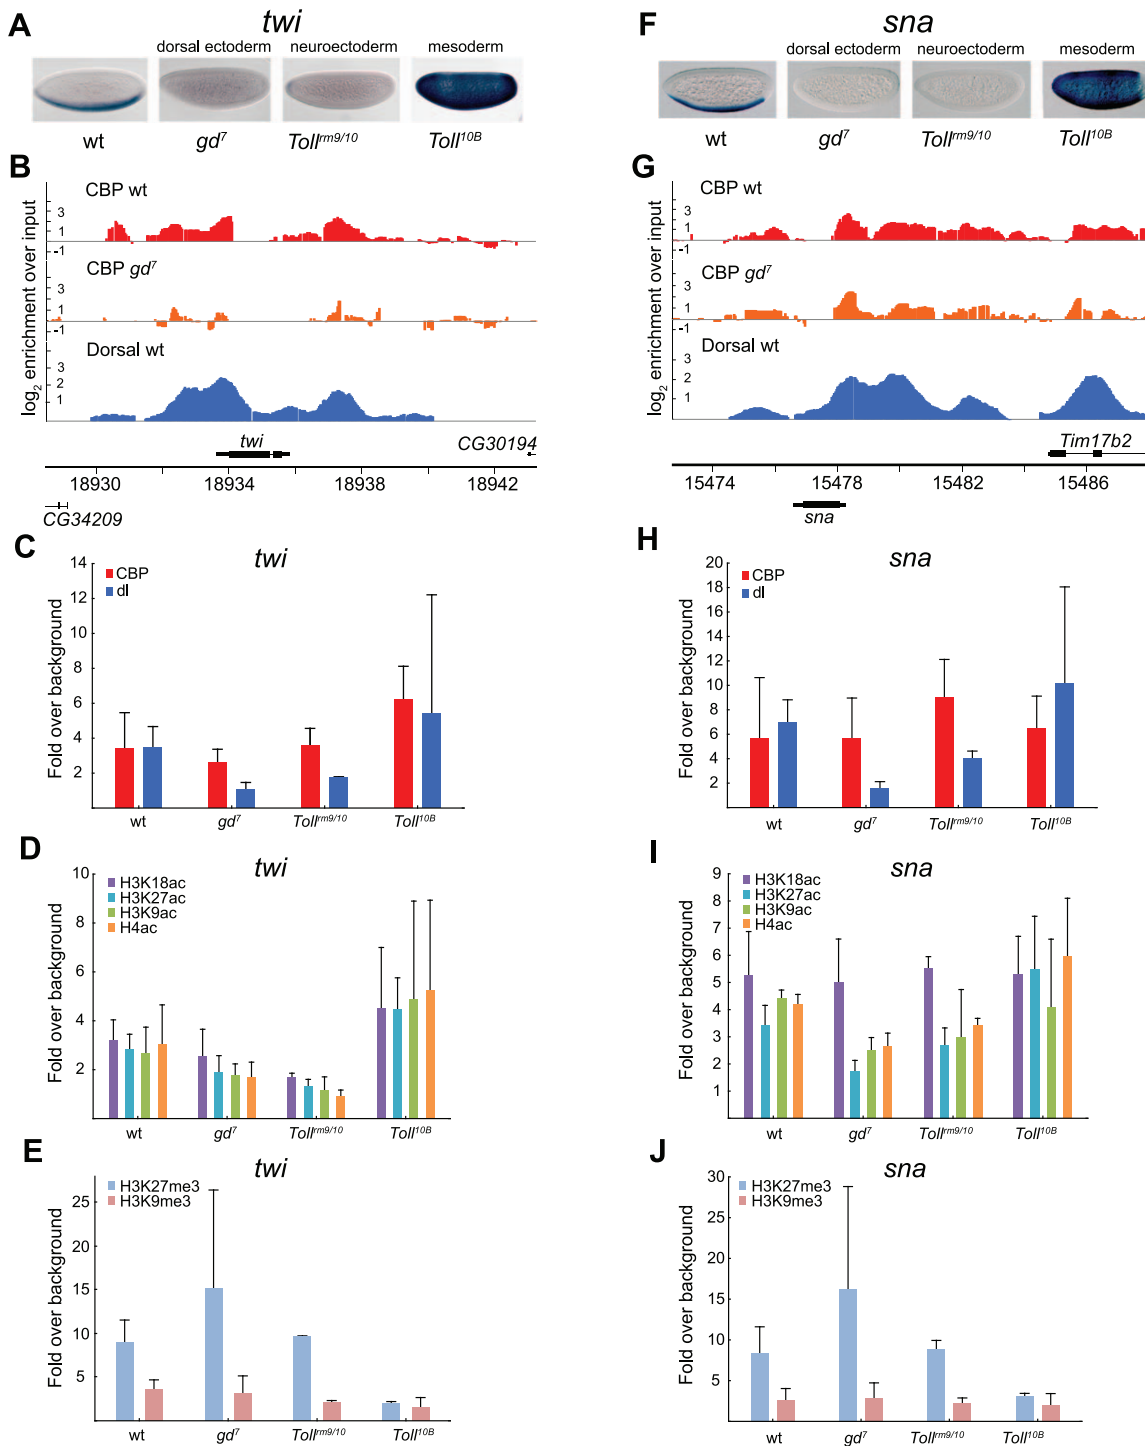 A
twi
dorsal ectoderm
neuroectoderm
mesoderm
wt
gd7
Tollrm9/10
Toll10B
B
log2 enrichment over input
CBP wt
3
1
-1
CBP gd7
3
1
-1
Dorsal wt
3
2
1
twi
CG30194
18930
18934
18938
18942
CG34209
C
twi
CBP
dl
Fold over background
14
12
10
8
6
4
2
wt
gd7
Tollrm9/10
Toll10B
D
twi
H3K18ac
H3K27ac
H3K9ac
H4ac
Fold over background
10
8
6
4
2
wt
gd7
Tollrm9/10
Toll10B
E
twi
H3K27me3
H3K9me3
Fold over background
25
20
15
10
5
wt
gd7
Tollrm9/10
Toll10B
F
sna
dorsal ectoderm
neuroectoderm
mesoderm
wt
gd7
Tollrm9/10
Toll10B
G
log2 enrichment over input
CBP wt
3
1
-1
CBP gd7
3
1
-1
Dorsal wt
3
2
1
Tim17b2
15474
15478
15482
15486
sna
H
sna
CBP
dl
Fold over background
20
18
16
14
12
10
8
6
4
2
wt
gd7
Tollrm9/10
Toll10B
I
sna
H3K18ac
H3K27ac
H3K9ac
H4ac
Fold over background
9
8
7
6
5
4
3
2
1
wt
gd7
Tollrm9/10
Toll10B
J
sna
H3K27me3
H3K9me3
Fold over background
30
25
20
15
10
5
wt
gd7
Tollrm9/10
Toll10B